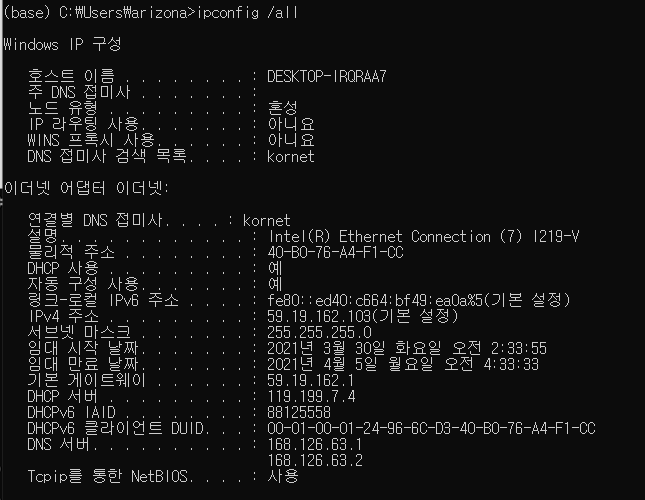 (base) C:₩Users₩arizona>ipconfig /all
Windows IP 구성
호스트 이름 . . . . . . . . : DESKTOP-IRQRAA7
주 DNS 접미사 . . . . . . . :
노드 유형 . . . . . . . . . : 혼성
IP 라우팅 사용. . . . . . . : 아니요
WINS 프록시 사용. . . . . . : 아니요
DNS 접미사 검색 목록. . . . : kornet
이더넷 어댑터 이더넷:
연결별 DNS 접미사. . . . : kornet
설명. . . . . . . . . . . . : Intel(R) Ethernet Connection (7) I219-V
물리적 주소 . . . . . . . . : 40-B0-76-A4-F1-CC
DHCP 사용 . . . . . . . . . : 예
자동 구성 사용. . . . . . . : 예
링크-로컬 IPv6 주소 . . . . : fe80::ed40:c664:bf49:ea0a%5(기본 설정)
IPv4 주소 . . . . . . . . . : 59.19.162.103(기본 설정)
서브넷 마스크 . . . . . . . : 255.255.255.0
임대 시작 날짜. . . . . . . : 2021년 3월 30일 화요일 오전 2:33:55
임대 만료 날짜. . . . . . . : 2021년 4월 5일 월요일 오전 4:33:33
기본 게이트웨이 . . . . . . : 59.19.162.1
DHCP 서버 . . . . . . . . . : 119.199.7.4
DHCPv6 IAID . . . . . . . . : 88125558
DHCPv6 클라이언트 DUID. . . : 00-01-00-01-24-96-6C-D3-40-B0-76-A4-F1-CC
DNS 서버. . . . . . . . . . : 168.126.63.1
168.126.63.2
Tcpip를 통한 NetBIOS. . . . : 사용